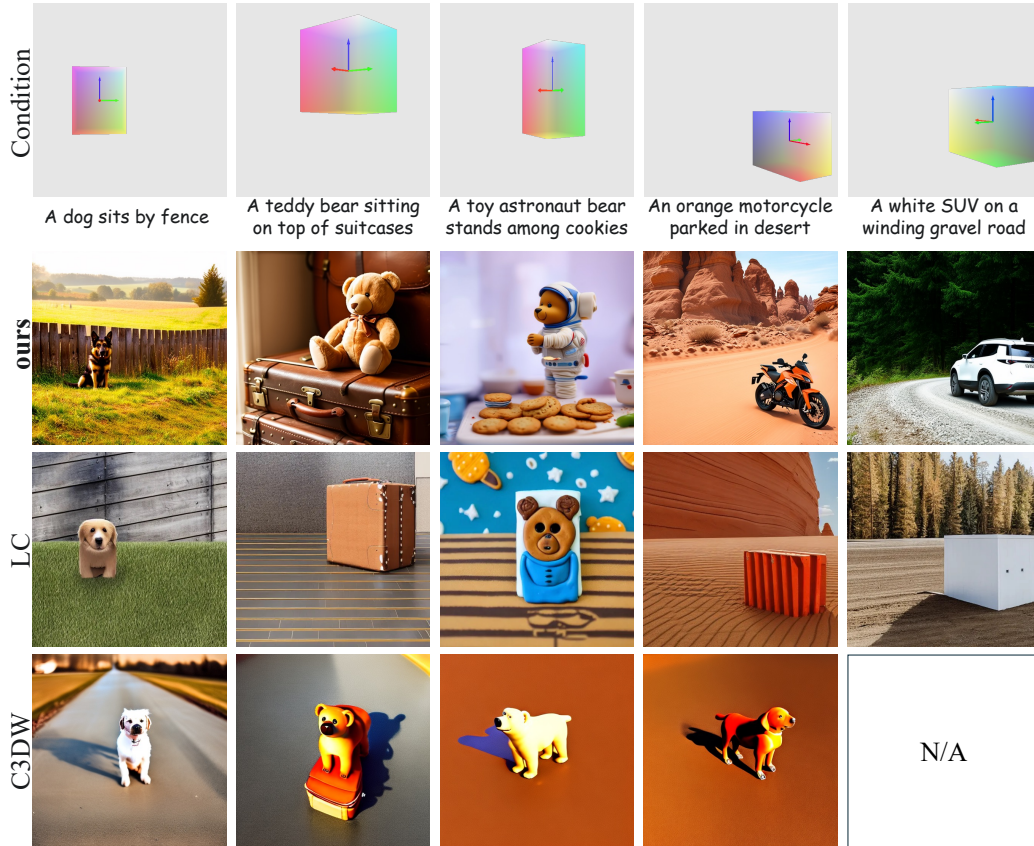 Condition
A dog sits by fence
A teddy bear sitting
on top of suitcases
A toy astronaut bear
stands among cookies
An orange motorcycle
parked in desert
A white SUV on a
winding gravel road
ours
LC
C3DW
N/A